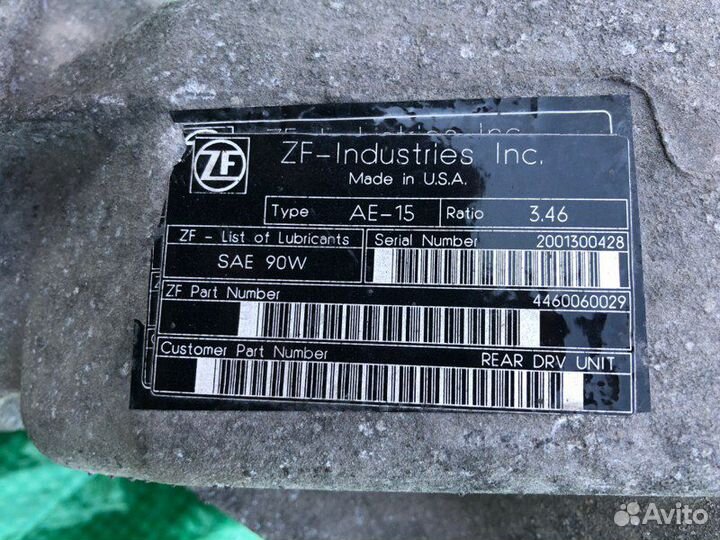 ZF
ZF-Industries Inc.
Made in U.S.A.
Type AE-15 Ratio 3.46
ZF - List of Lubricants Serial Number 2001300428
SAE 90W
ZF Part Number 4460060029
Customer Part Number REAR DRV UNIT
Avito